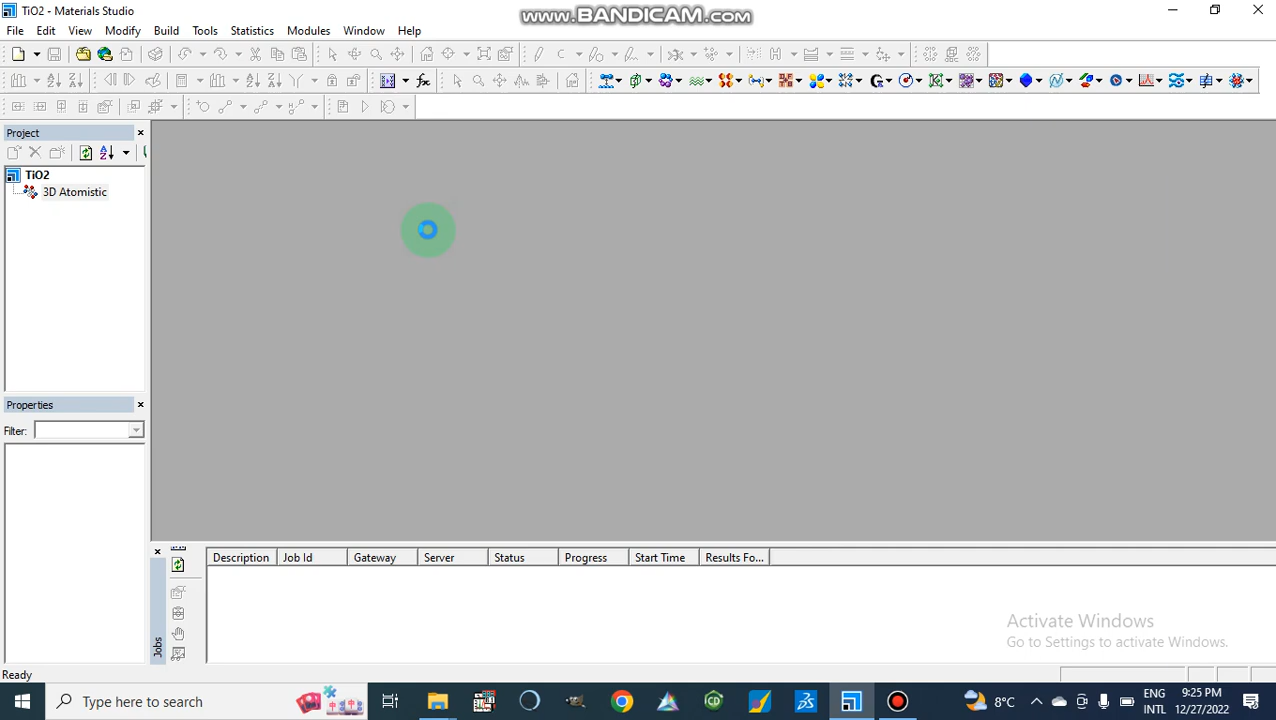 TiO2 - Materials Studio
www.BANDICAM.com
File Edit View Modify Build Tools Statistics Modules Window Help
Project
TiO2
3D Atomistic
Properties
Filter:
Description Job Id Gateway Server Status Progress Start Time Results Fo...
Jobs
Activate Windows
Go to Settings to activate Windows.
Ready
Type here to search
8°C
ENG
INTL
9:25 PM
12/27/2022